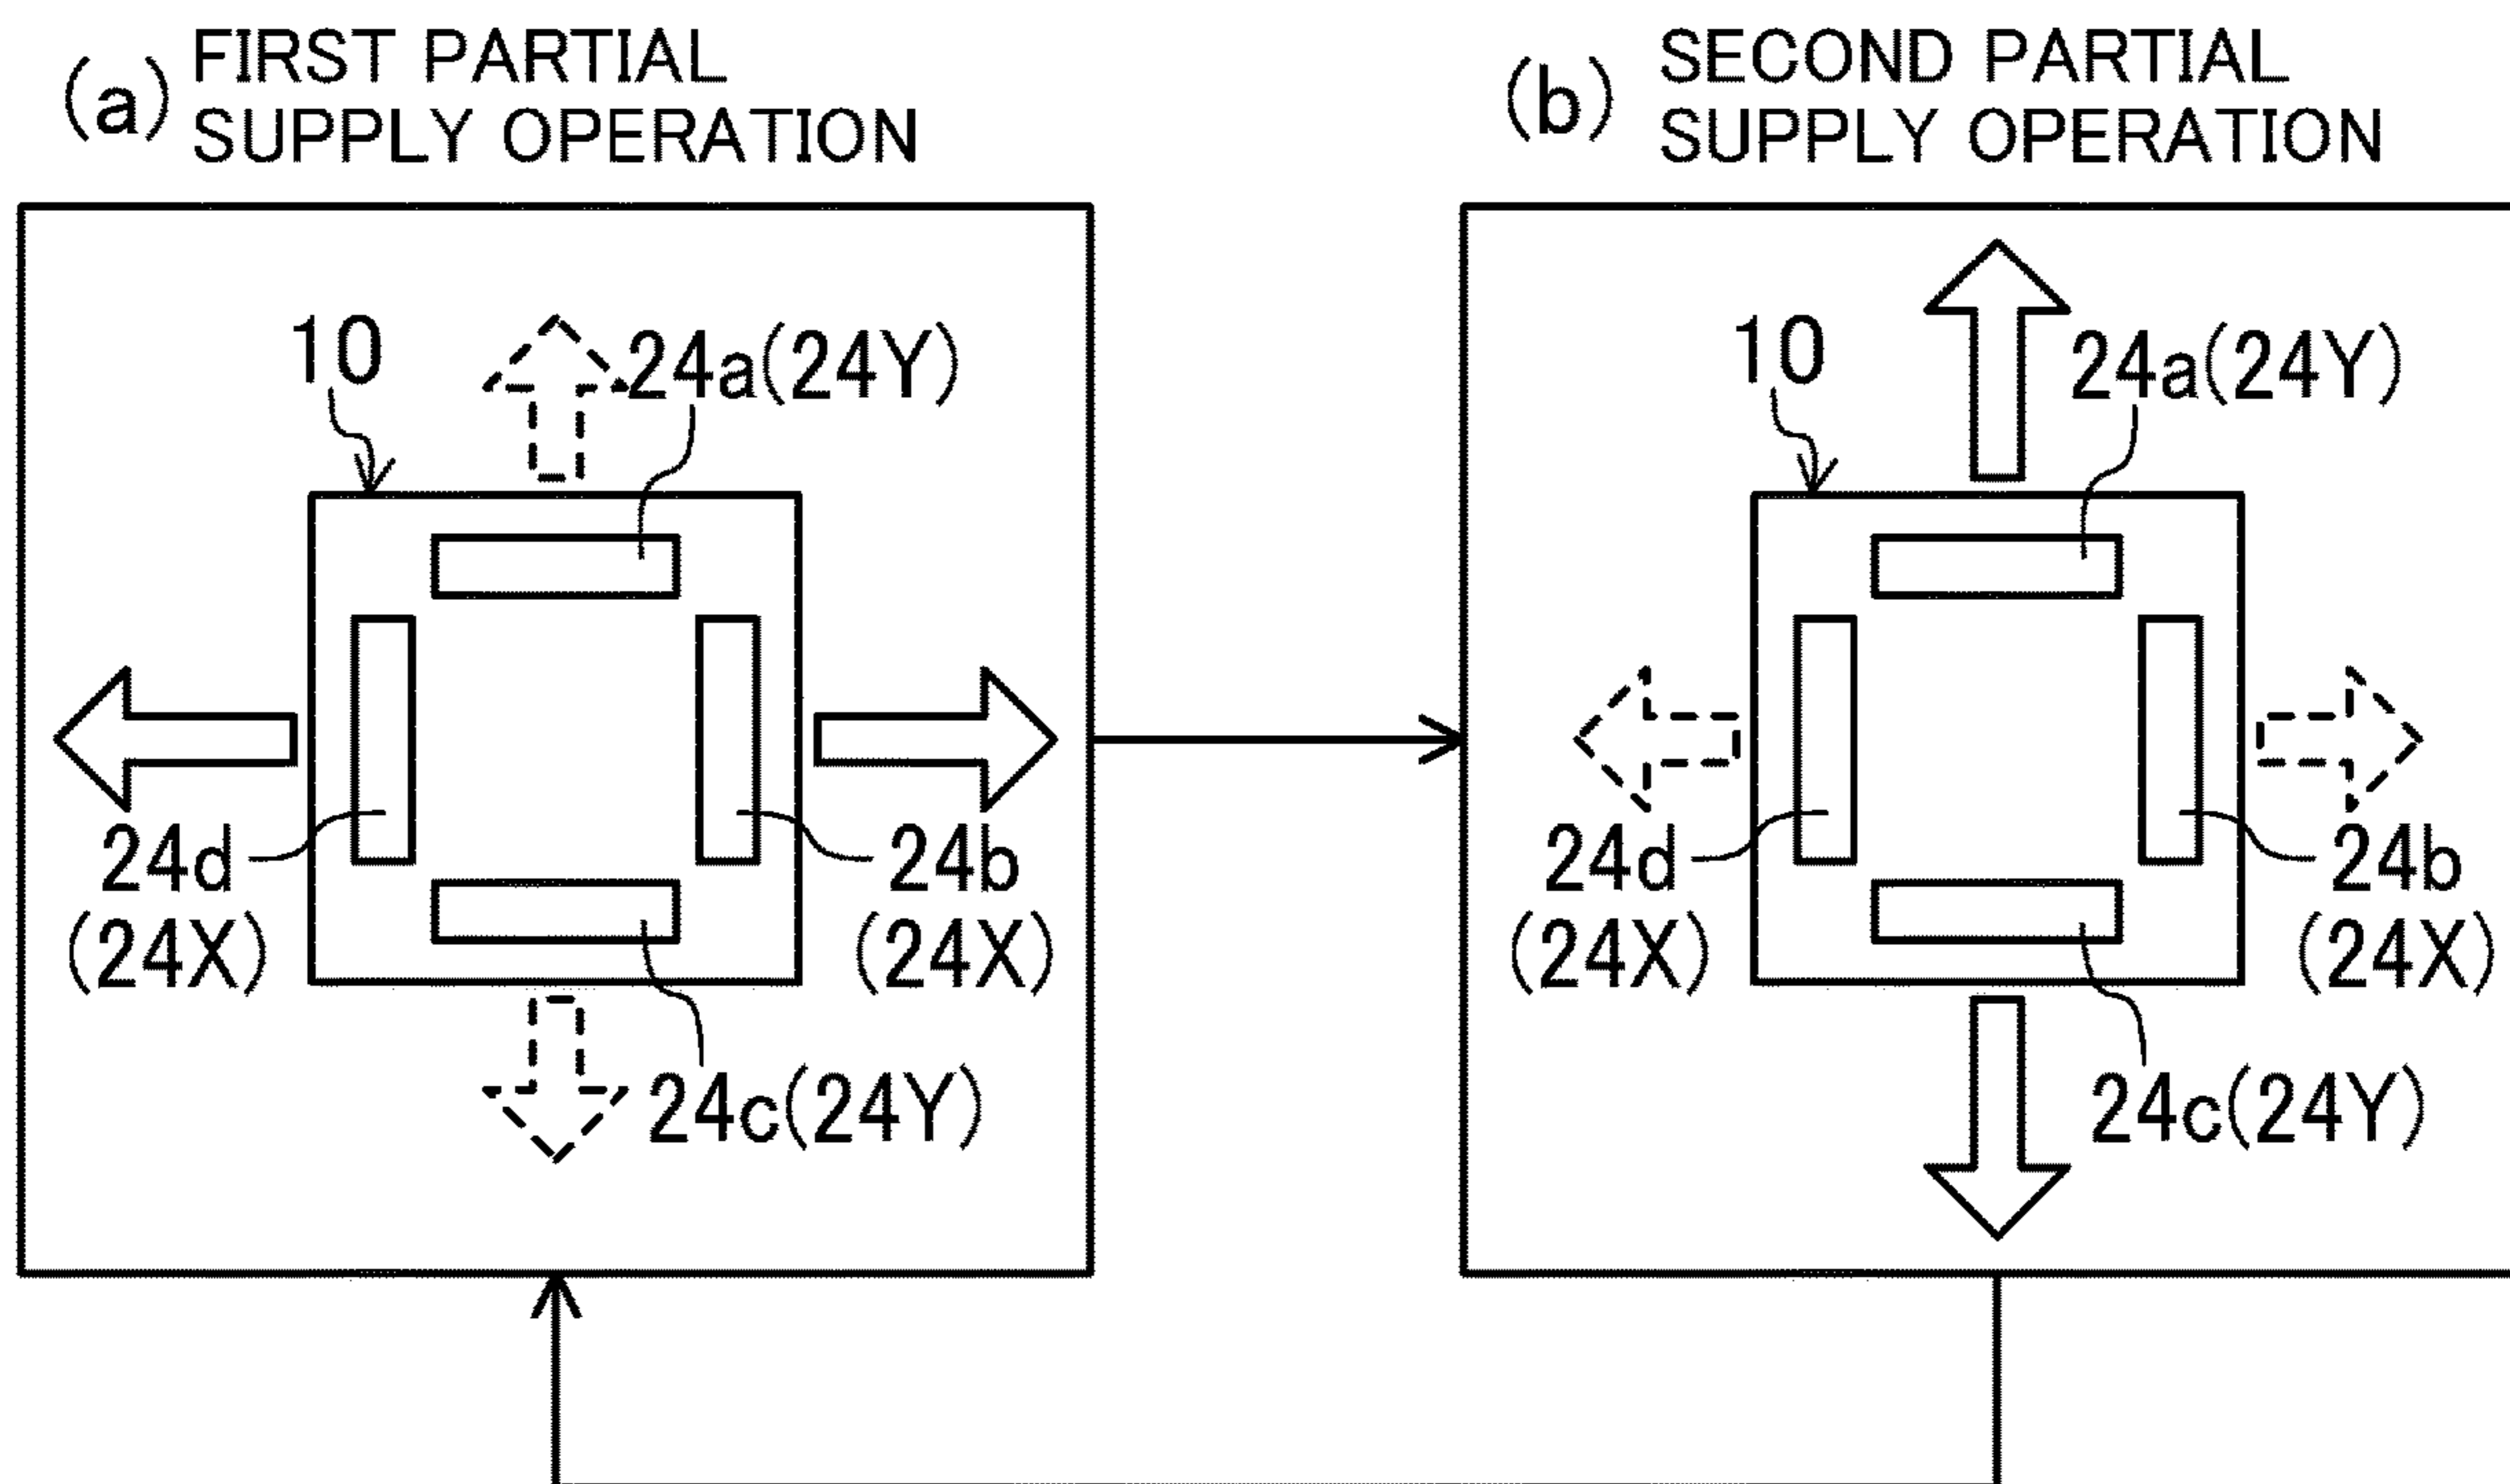 (a) FIRST PARTIAL
SUPPLY OPERATION
10
24a(24Y)
24d
(24X)
24b
(24X)
24c(24Y)
(b) SECOND PARTIAL
SUPPLY OPERATION
10
24a(24Y)
24d
(24X)
24b
(24X)
24c(24Y)